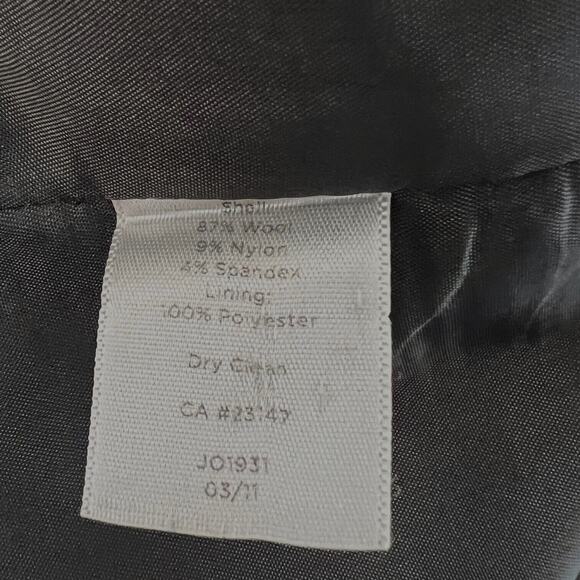 Shell:
87% Wool
9% Nylon
4% Spandex
Lining:
100% Polyester
Dry Clean
CA #23147
JO1931
03/11